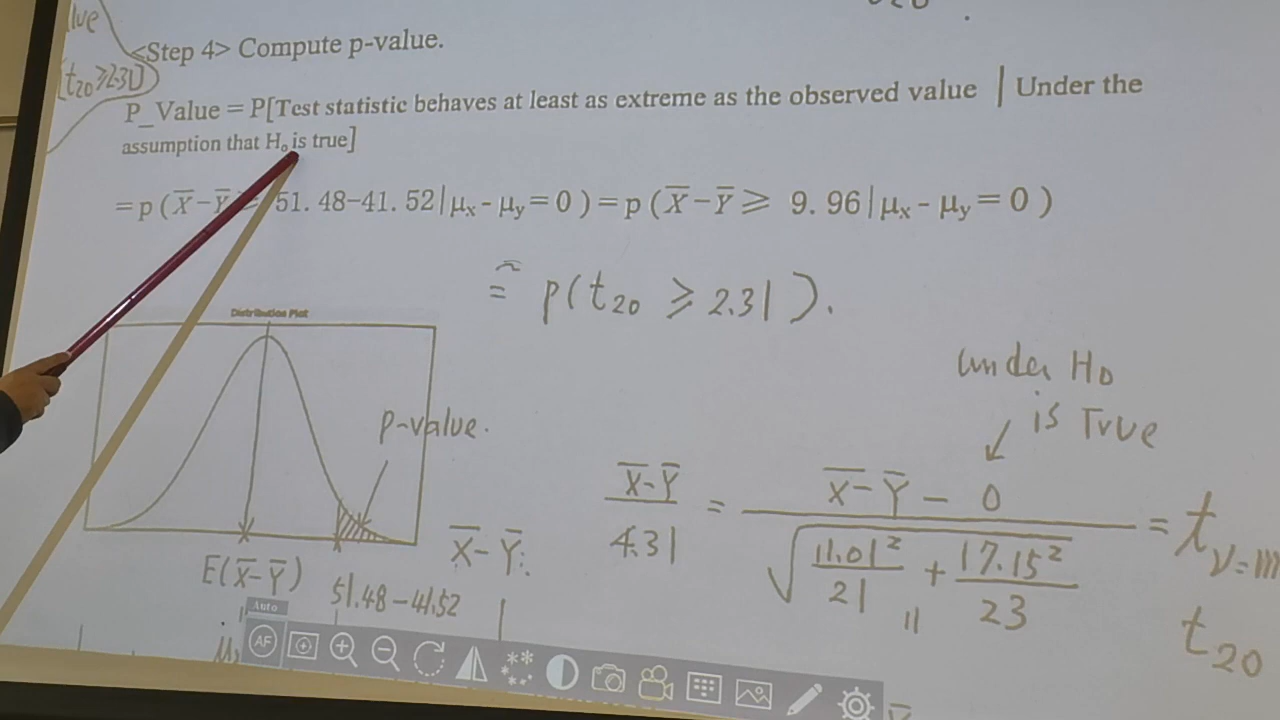 <Step 4> Compute p-value.
[t₂₀ ≥ 2.31]
P_Value = P[Test statistic behaves at least as extreme as the observed value | Under the
assumption that H₀ is true]
= p (X̅-Y̅ ≥ 51.48-41.52|μₓ - μᵧ = 0 ) = p (X̅-Y̅ ≥ 9.96|μₓ - μᵧ = 0 )
≈ p(t₂₀ ≥ 2.31).
Distribution Plot
p-value.
under H₀
is True
X̅-Y̅ / 4.31 = X̅-Y̅ - 0 / √(11.01² / 21 + 17.15² / 23) = t
ν=m
t₂₀
X̅-Y̅
E(X̅-Y̅)
51.48-41.52
Auto
AF